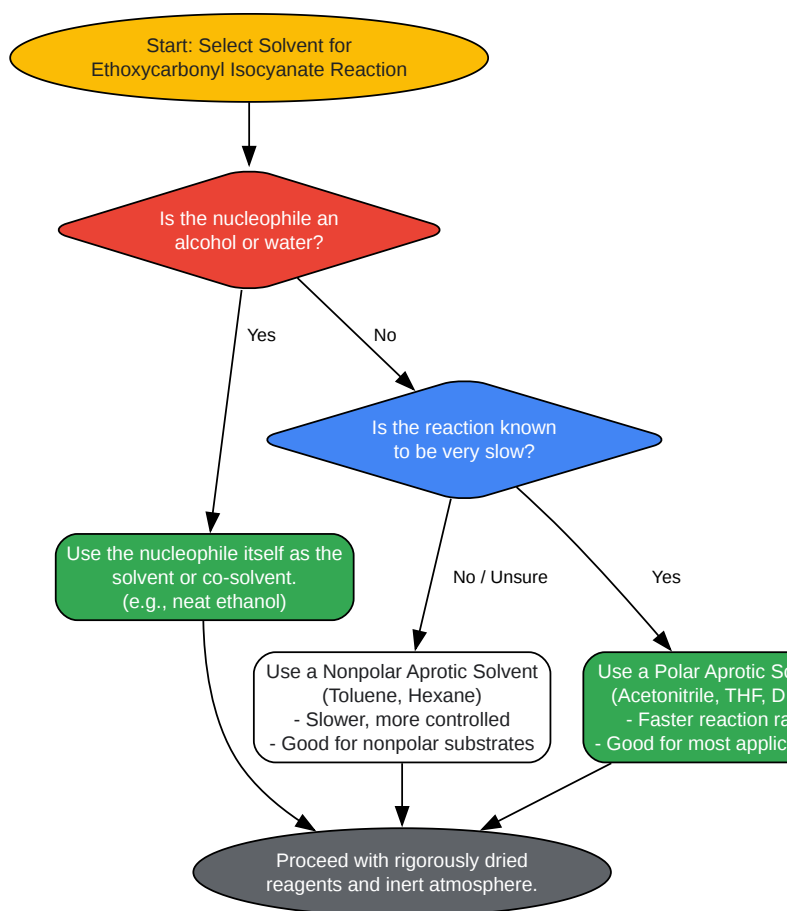 Start: Select Solvent for
Ethoxycarbonyl Isocyanate Reaction
Is the nucleophile an
alcohol or water?
Yes
No
Is the reaction known
to be very slow?
Use the nucleophile itself as the
solvent or co-solvent.
(e.g., neat ethanol)
No / Unsure
Yes
Use a Nonpolar Aprotic Solvent
(Toluene, Hexane)
- Slower, more controlled
- Good for nonpolar substrates
Use a Polar Aprotic
(Acetonitrile, THF,
- Faster reaction
- Good for most
Proceed with rigorously dried
reagents and inert atmosphere.